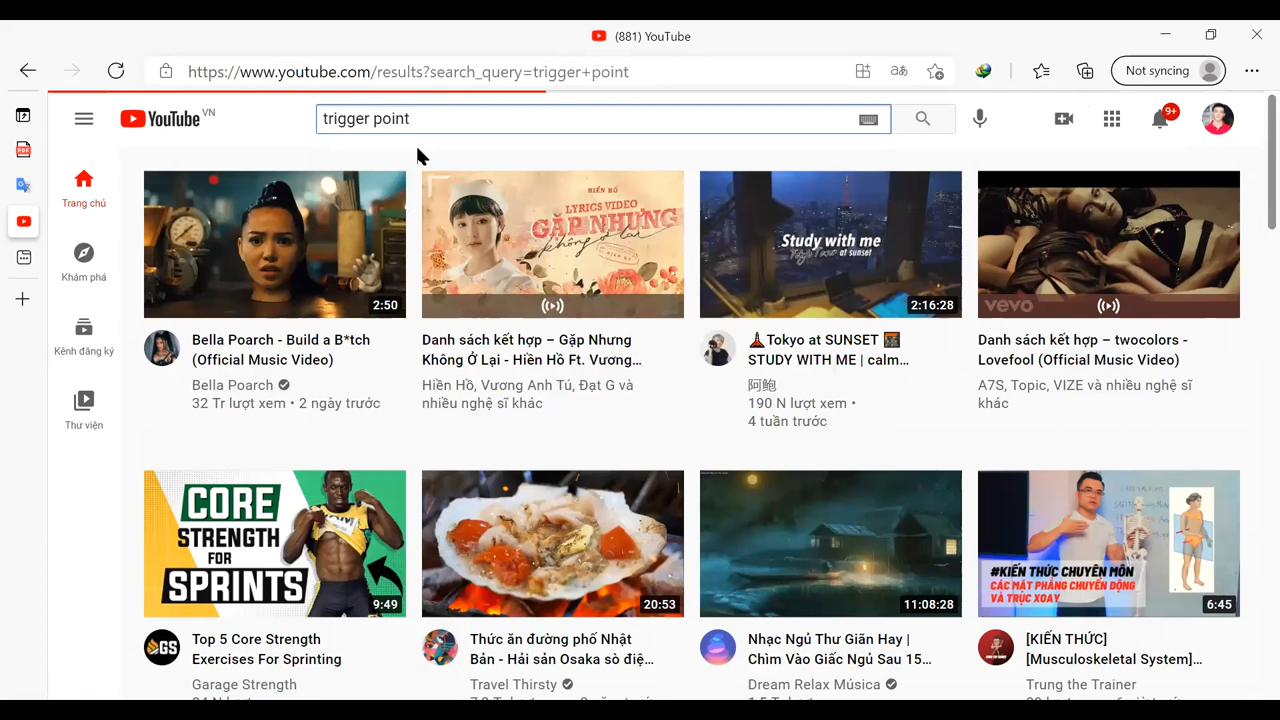 (881) YouTube
https://www.youtube.com/results?search_query=trigger+point
Not syncing
YouTube VN
trigger point
9+
Trang chủ
Khám phá
Kênh đăng ký
Thư viện
PDF
2:50
Bella Poarch - Build a B*tch
(Official Music Video)
Bella Poarch
32 Tr lượt xem • 2 ngày trước
HIỀN HỒ
LYRICS VIDEO
GẶP NHƯNG
không ở lại
Danh sách kết hợp – Gặp Nhưng
Không Ở Lại - Hiền Hồ Ft. Vương...
Hiền Hồ, Vương Anh Tú, Đạt G và
nhiều nghệ sĩ khác
Study with me
at sunset
2:16:28
🗼Tokyo at SUNSET 🌇
STUDY WITH ME | calm...
阿鲍
190 N lượt xem •
4 tuần trước
vevo
Danh sách kết hợp – twocolors -
Lovefool (Official Music Video)
A7S, Topic, VIZE và nhiều nghệ sĩ
khác
CORE
STRENGTH
FOR
SPRINTS
9:49
GS
Top 5 Core Strength
Exercises For Sprinting
Garage Strength
20:53
Thức ăn đường phố Nhật
Bản - Hải sản Osaka sò điệ...
Travel Thirsty
11:08:28
Nhạc Ngủ Thư Giãn Hay |
Chìm Vào Giấc Ngủ Sau 15...
Dream Relax Música
#KIẾN THỨC CHUYÊN MÔN
CÁC MẶT PHẲNG CHUYỂN ĐỘNG
VÀ TRỤC XOAY
6:45
[KIẾN THỨC]
[Musculoskeletal System]...
Trung the Trainer